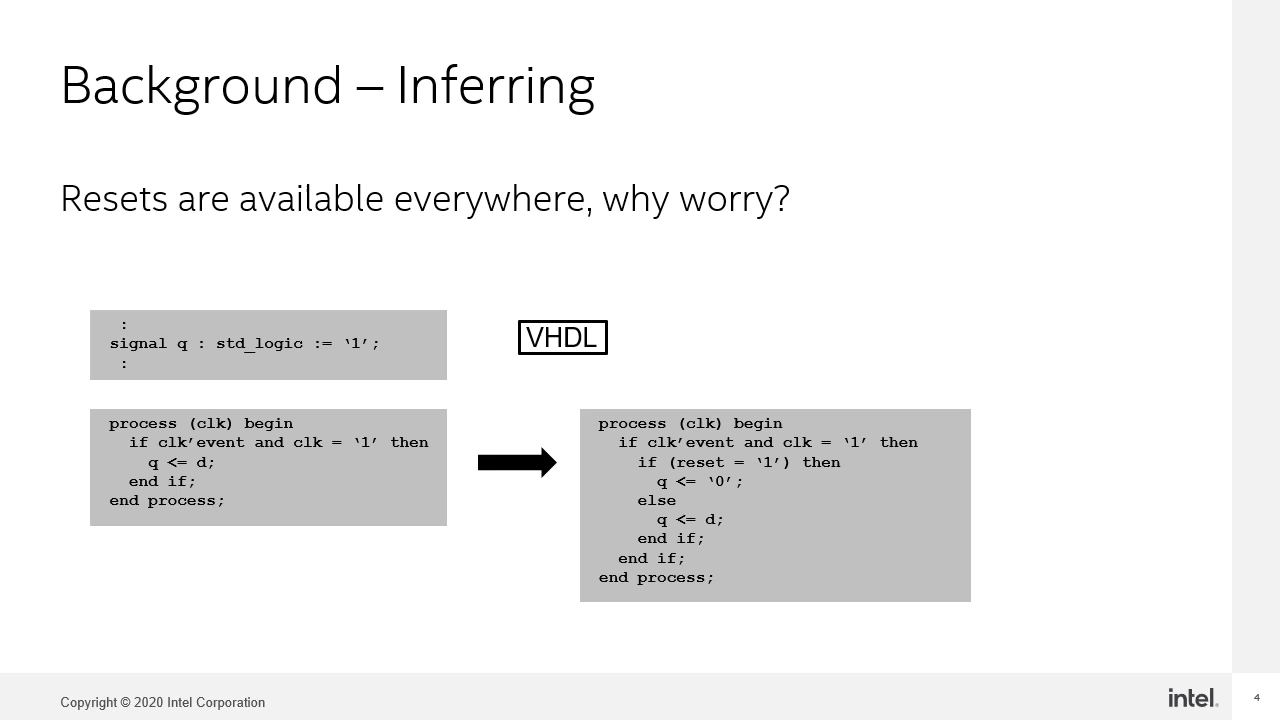 Background – Inferring
Resets are available everywhere, why worry?
:
signal q : std_logic := ‘1’;
:
VHDL
process (clk) begin
if clk’event and clk = ‘1’ then
q <= d;
end if;
end process;
process (clk) begin
if clk’event and clk = ‘1’ then
if (reset = ‘1’) then
q <= ‘0’;
else
q <= d;
end if;
end if;
end process;
Copyright © 2020 Intel Corporation
intel.
4